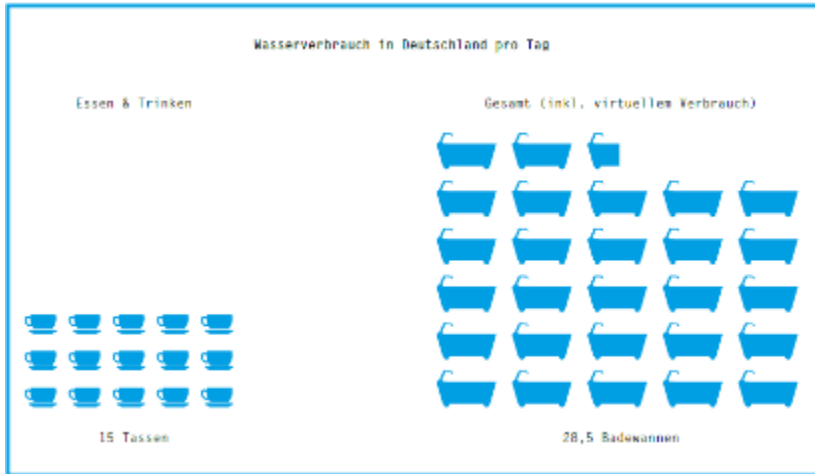 Wasserverbrauch in Deutschland pro Tag
Essen & Trinken
Gesamt (inkl. virtuellem Verbrauch)
15 Tassen
28,5 Badewannen